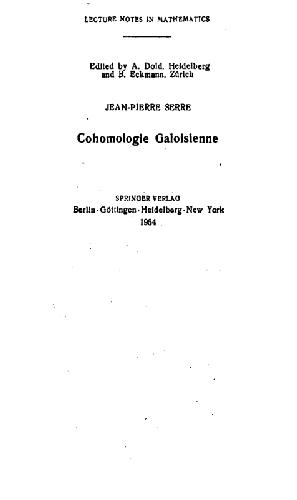 LECTURE NOTES IN MATHEMATICS
Edited by A. Dold, Heidelberg
and B. Eckmann, Zürich
JEAN-PIERRE SERRE
Cohomologie Galoisienne
SPRINGER VERLAG
Berlin-Göttingen-Heidelberg-New York
1964